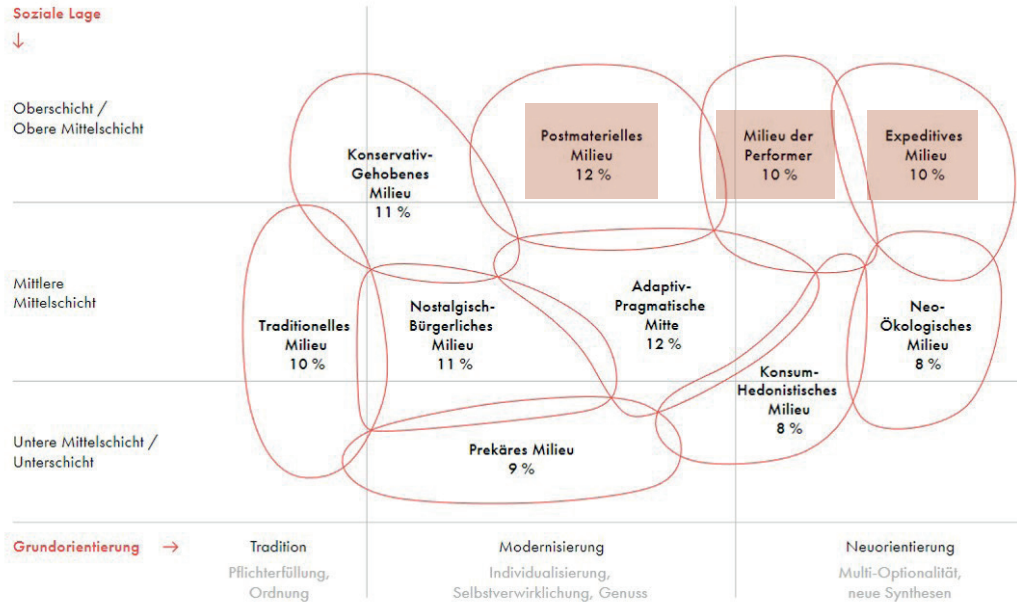 Soziale Lage
↓
Oberschicht /
Obere Mittelschicht
Konservativ-
Gehobenes
Milieu
11 %
Postmaterielles
Milieu
12 %
Milieu der
Performer
10 %
Expeditives
Milieu
10 %
Mittlere
Mittelschicht
Traditionelles
Milieu
10 %
Nostalgisch-
Bürgerliches
Milieu
11 %
Adaptiv-
Pragmatische
Mitte
12 %
Konsum-
Hedonistisches
Milieu
8 %
Neo-
Ökologisches
Milieu
8 %
Untere Mittelschicht /
Unterschicht
Prekäres Milieu
9 %
Grundorientierung →
Tradition
Pflichterfüllung,
Ordnung
Modernisierung
Individualisierung,
Selbstverwirklichung, Genuss
Neuorientierung
Multi-Optionalität,
neue Synthesen